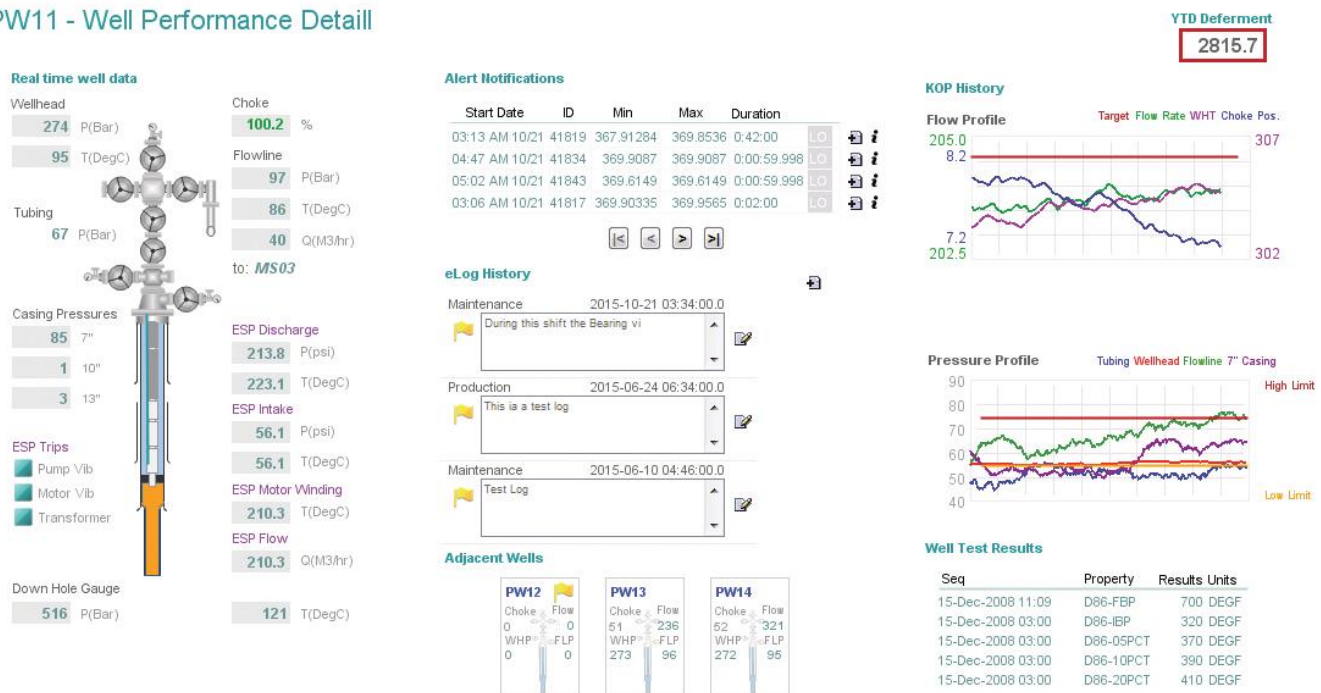 PW11 - Well Performance Detaill
YTD Deferment
2815.7
Real time well data
Wellhead
274 P(Bar)
95 T(DegC)
Tubing
67 P(Bar)
Casing Pressures
85 7"
1 10"
3 13"
ESP Trips
Pump Vib
Motor Vib
Transformer
Down Hole Gauge
516 P(Bar)
121 T(DegC)
Choke
100.2 %
Flowline
97 P(Bar)
86 T(DegC)
40 Q(M3/hr)
to: MS03
ESP Discharge
213.8 P(psi)
223.1 T(DegC)
ESP Intake
56.1 P(psi)
56.1 T(DegC)
ESP Motor Winding
210.3 T(DegC)
ESP Flow
210.3 Q(M3/hr)
Alert Notifications
Start Date ID Min Max Duration
03:13 AM 10/21 41819 367.91284 369.8536 0:42:00 LO
04:47 AM 10/21 41834 369.9087 369.9087 0:00:59.998 LO
05:02 AM 10/21 41843 369.6149 369.6149 0:00:59.998 LO
03:06 AM 10/21 41817 369.90335 369.9565 0:02:00 LO
|< < > >|
eLog History
Maintenance 2015-10-21 03:34:00.0
During this shift the Bearing vi
Production 2015-06-24 06:34:00.0
This ia a test log
Maintenance 2015-06-10 04:46:00.0
Test Log
Adjacent Wells
PW12
Choke Flow
0 0
WHP FLP
0 0
PW13
Choke Flow
51 236
WHP FLP
273 96
PW14
Choke Flow
52 321
WHP FLP
272 95
KOP History
Flow Profile Target Flow Rate WHT Choke Pos.
205.0 307
8.2
7.2
202.5 302
Pressure Profile Tubing Wellhead Flowline 7" Casing
90
80
70
60
50
40
High Limit
Low Limit
Well Test Results
Seq Property Results Units
15-Dec-2008 11:09 D86-FBP 700 DEGF
15-Dec-2008 03:00 D86-IBP 320 DEGF
15-Dec-2008 03:00 D86-05PCT 370 DEGF
15-Dec-2008 03:00 D86-10PCT 390 DEGF
15-Dec-2008 03:00 D86-20PCT 410 DEGF